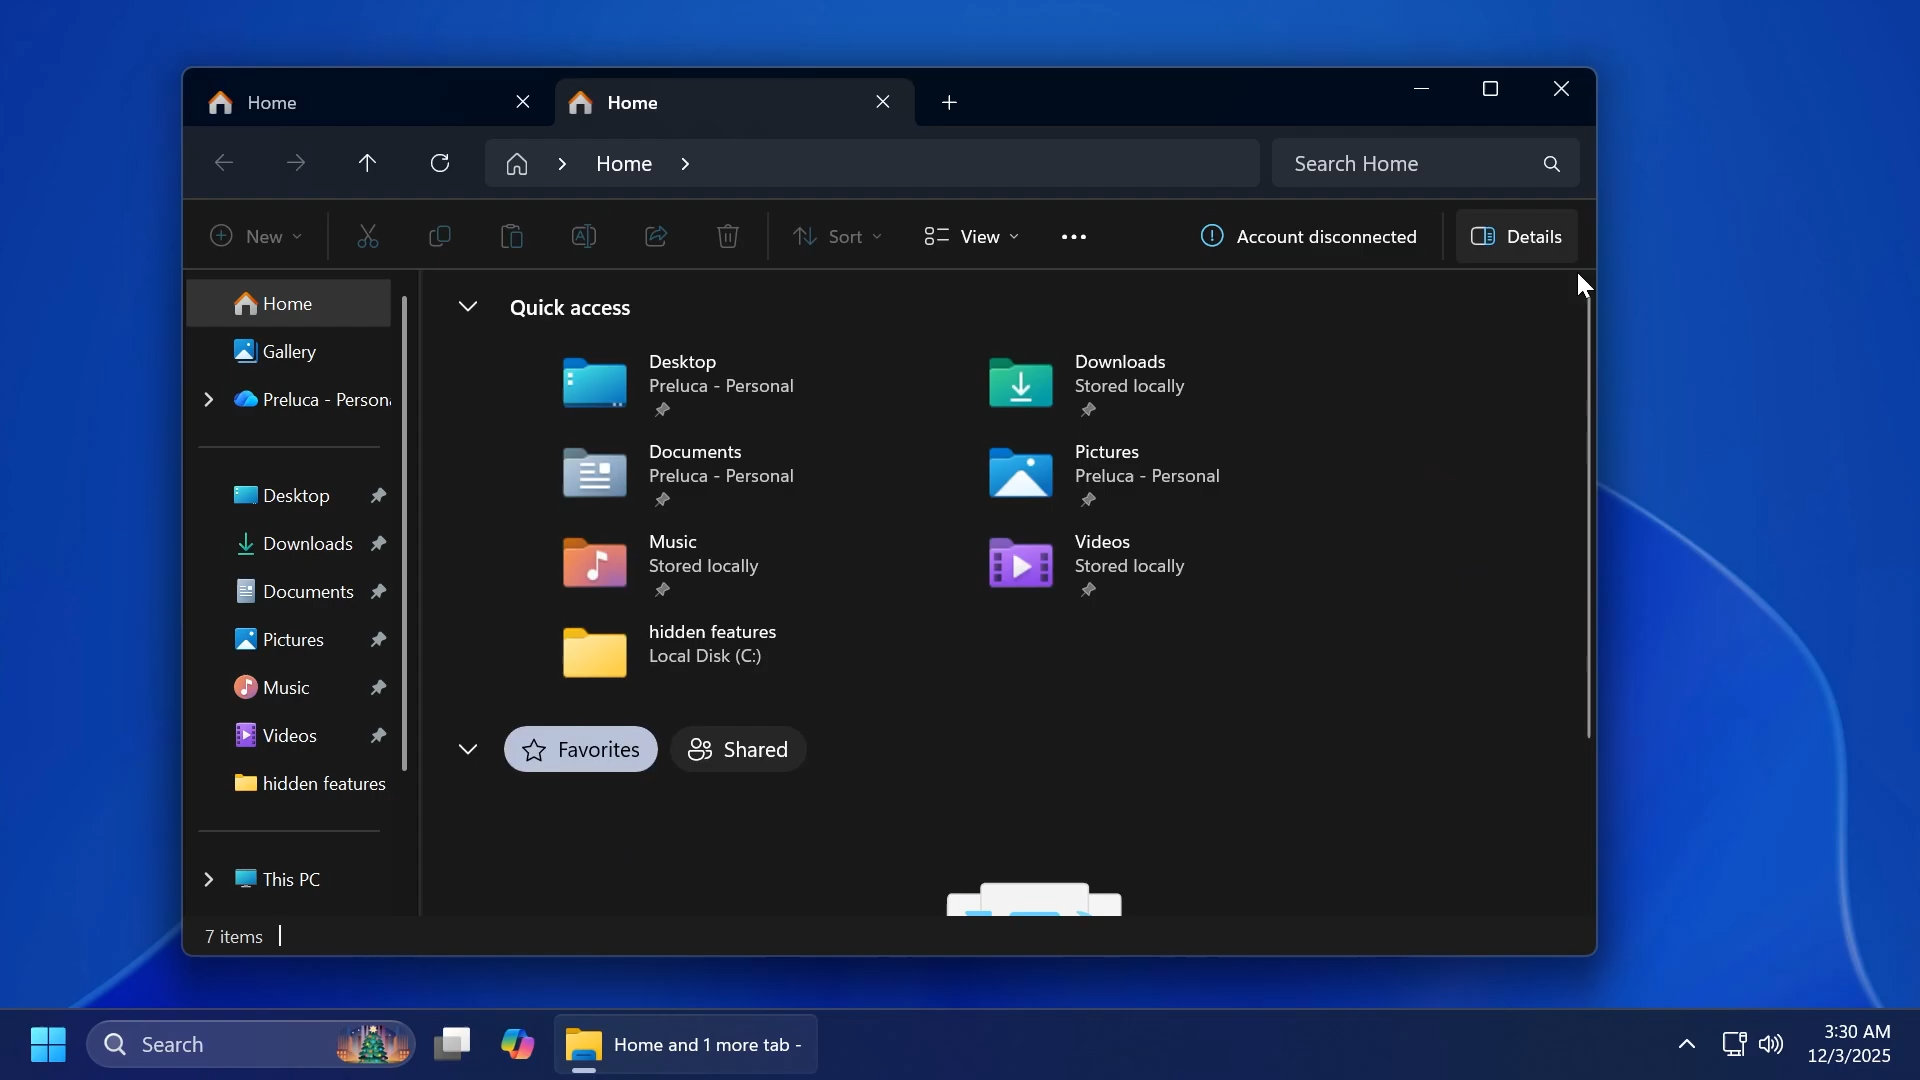 Home
Home
Home
Search Home
New
Sort
View
Account disconnected
Details
Home
Gallery
Preluca - Person
Desktop
Downloads
Documents
Pictures
Music
Videos
hidden features
This PC
Quick access
Desktop
Preluca - Personal
Downloads
Stored locally
Documents
Preluca - Personal
Pictures
Preluca - Personal
Music
Stored locally
Videos
Stored locally
hidden features
Local Disk (C:)
Favorites
Shared
7 items
Search
Home and 1 more tab -
3:30 AM
12/3/2025